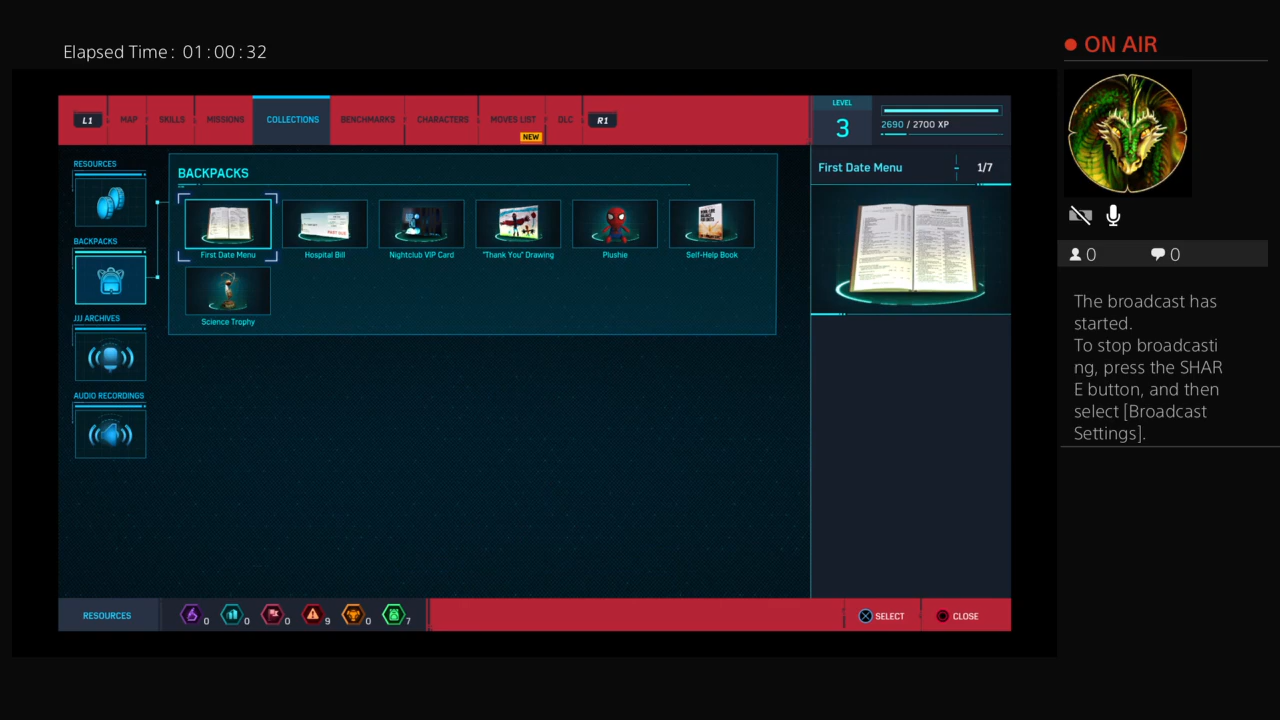 Elapsed Time: 01:00:32
ON AIR
L1
MAP
SKILLS
MISSIONS
COLLECTIONS
BENCHMARKS
CHARACTERS
MOVES LIST
NEW
DLC
R1
LEVEL
3
2690 / 2700 XP
RESOURCES
BACKPACKS
JJJ ARCHIVES
AUDIO RECORDINGS
BACKPACKS
First Date Menu
Hospital Bill
Nightclub VIP Card
"Thank You" Drawing
Plushie
Self-Help Book
Science Trophy
First Date Menu
1/7
0
0
The broadcast has
started.
To stop broadcasti
ng, press the SHAR
E button, and then
select [Broadcast
Settings].
RESOURCES
0
0
0
9
0
7
SELECT
CLOSE